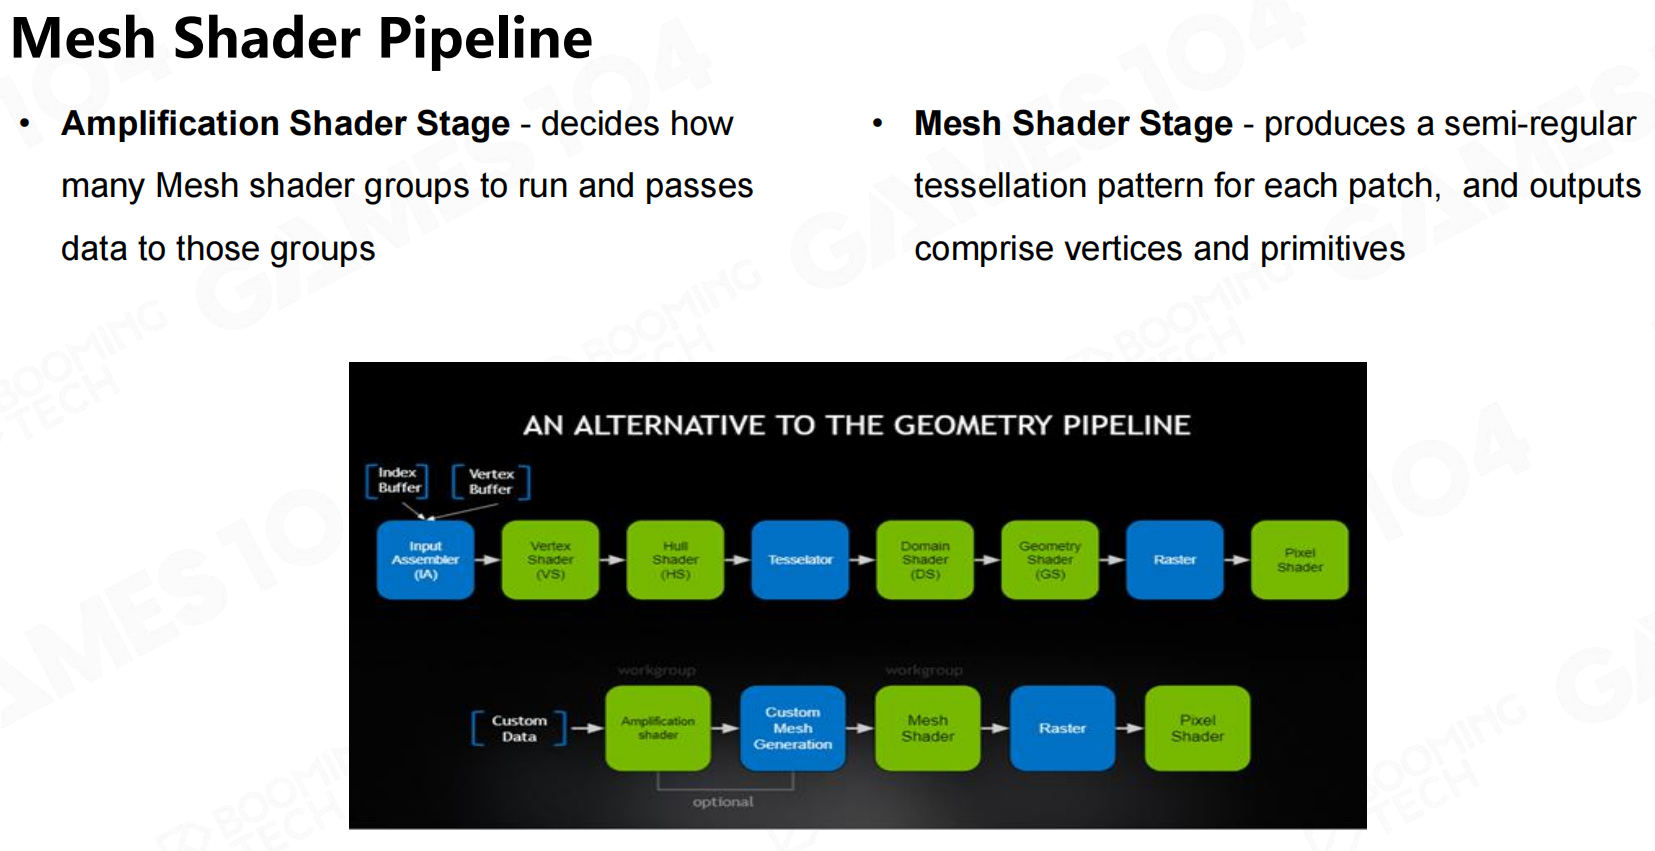 Mesh Shader Pipeline
• Amplification Shader Stage - decides how
many Mesh shader groups to run and passes
data to those groups
• Mesh Shader Stage - produces a semi-regular
tessellation pattern for each patch, and outputs
comprise vertices and primitives
AN ALTERNATIVE TO THE GEOMETRY PIPELINE
Index
Buffer
Vertex
Buffer
Input
Assembler
(IA)
Vertex
Shader
(VS)
Hull
Shader
(HS)
Tesselator
Domain
Shader
(DS)
Geometry
Shader
(GS)
Raster
Pixel
Shader
workgroup
workgroup
Custom
Data
Amplification
shader
Custom
Mesh
Generation
Mesh
Shader
Raster
Pixel
Shader
optional
GAMES104
BOOMING
TECH